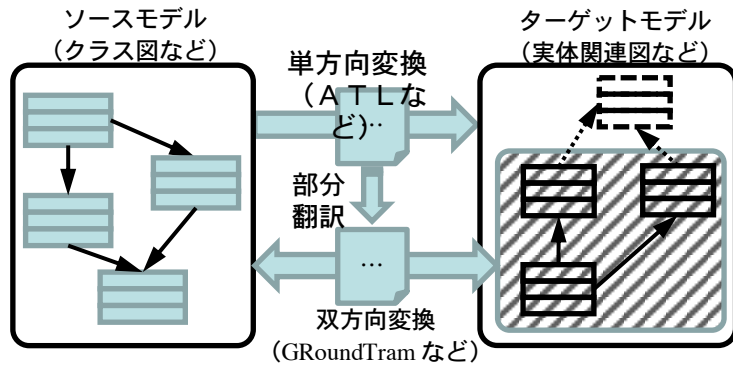 ソースモデル
（クラス図など）
ターゲットモデル
（実体関連図など）
単方向変換
（ＡＴＬな
ど）
…
部分
翻訳
…
双方向変換
（GRoundTram など）